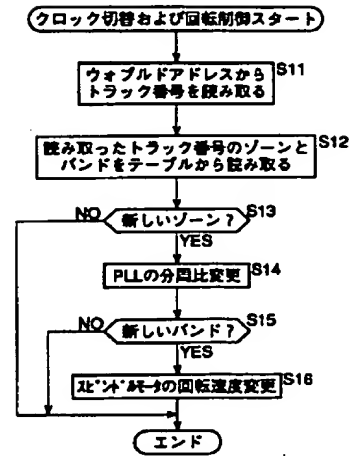 クロック切替および回転制御スタート
S11
ウォブルドアドレスから
トラック番号を読み取る
S12
読み取ったトラック番号のゾーンと
バンドをテーブルから読み取る
NO
新しいゾーン?
S13
YES
PLLの分周比変更
S14
NO
新しいバンド?
S15
YES
スピンドルモータの回転速度変更
S16
エンド